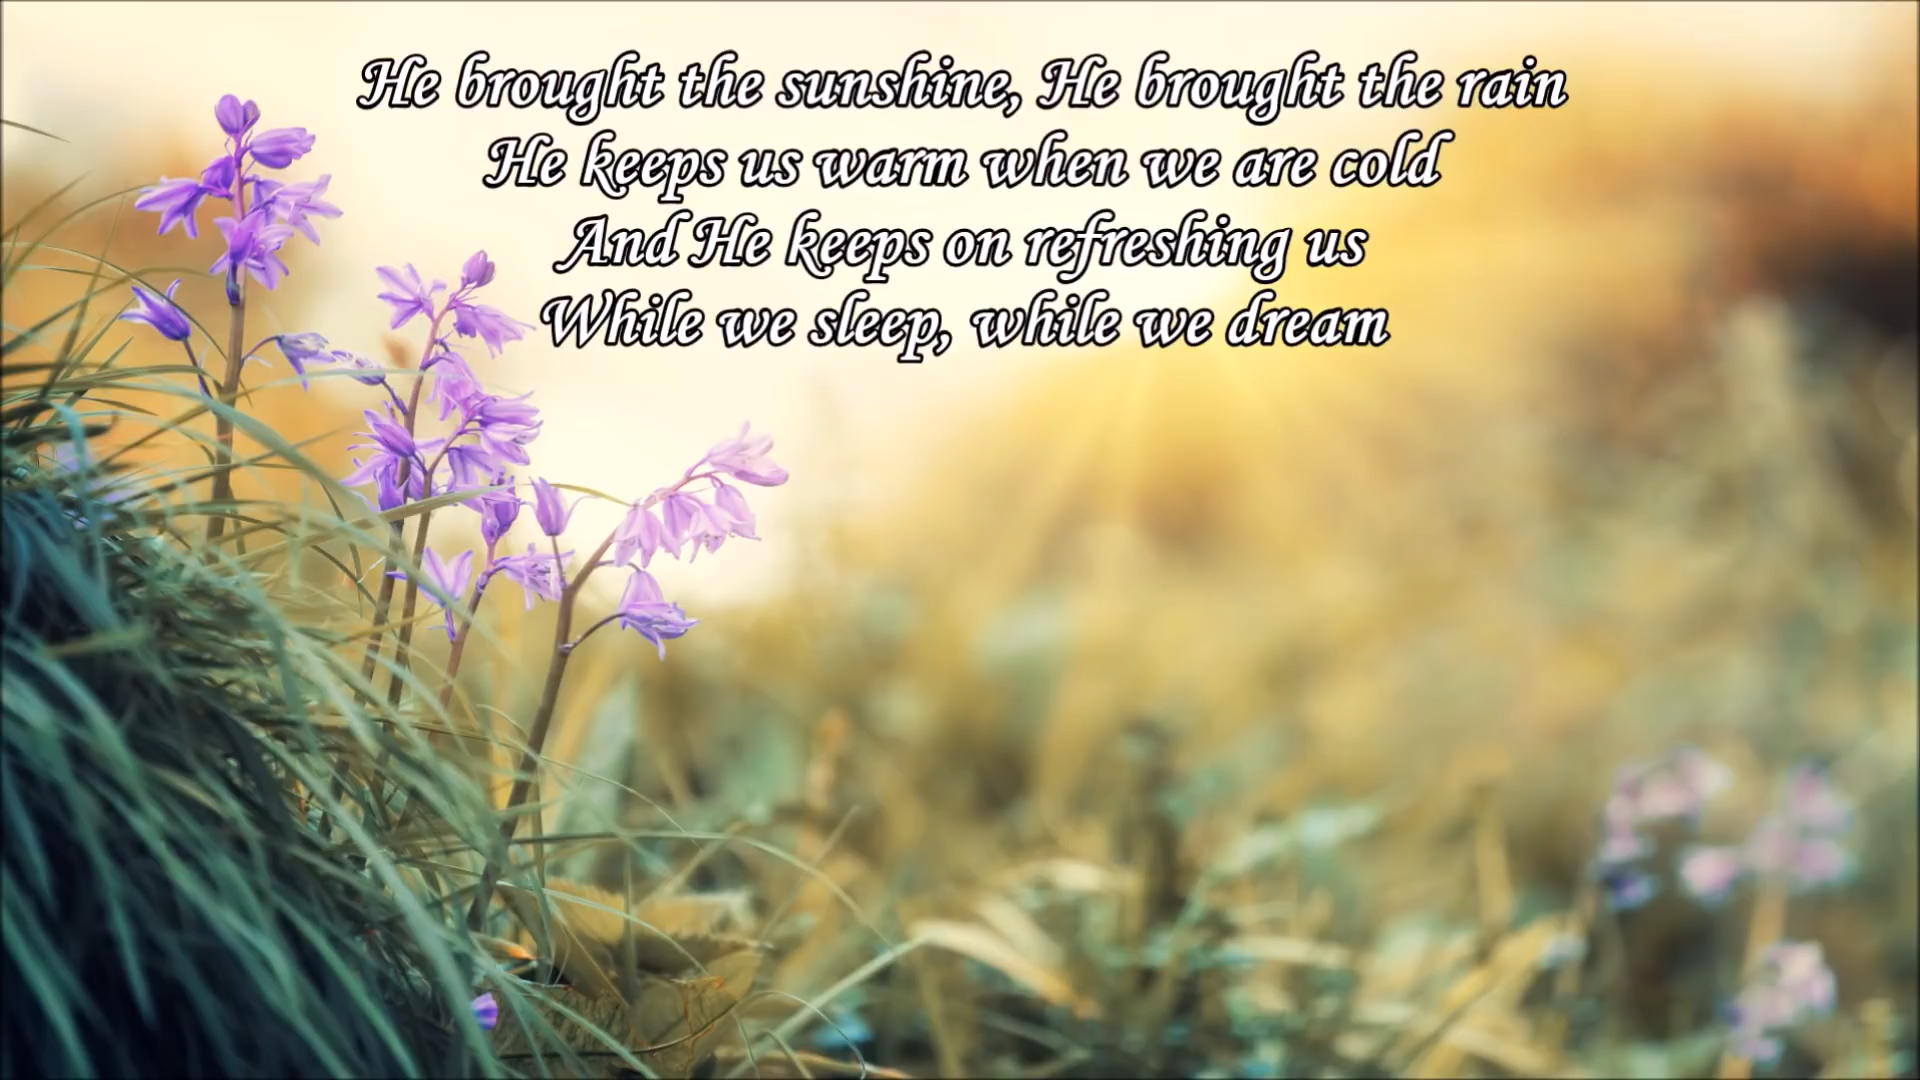 He brought the sunshine, He brought the rain
He keeps us warm when we are cold
And He keeps on refreshing us
While we sleep, while we dream